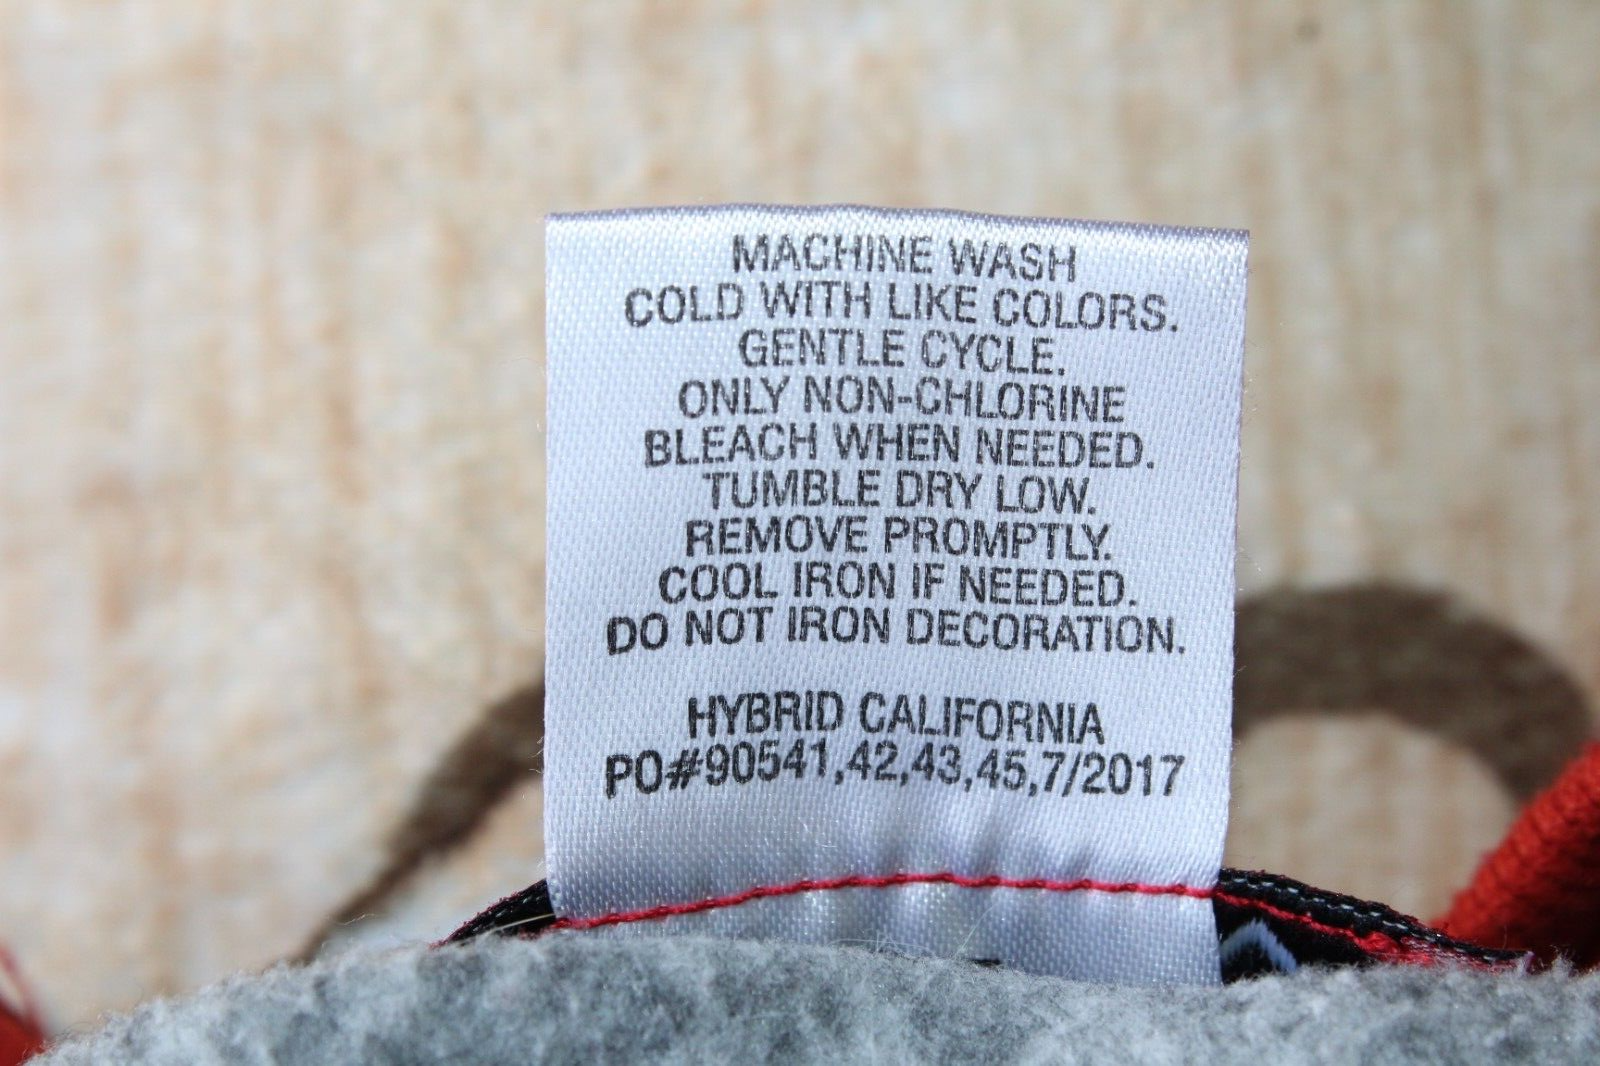 MACHINE WASH
COLD WITH LIKE COLORS.
GENTLE CYCLE.
ONLY NON-CHLORINE
BLEACH WHEN NEEDED.
TUMBLE DRY LOW.
REMOVE PROMPTLY.
COOL IRON IF NEEDED.
DO NOT IRON DECORATION.
HYBRID CALIFORNIA
PO#90541,42,43,45,7/2017